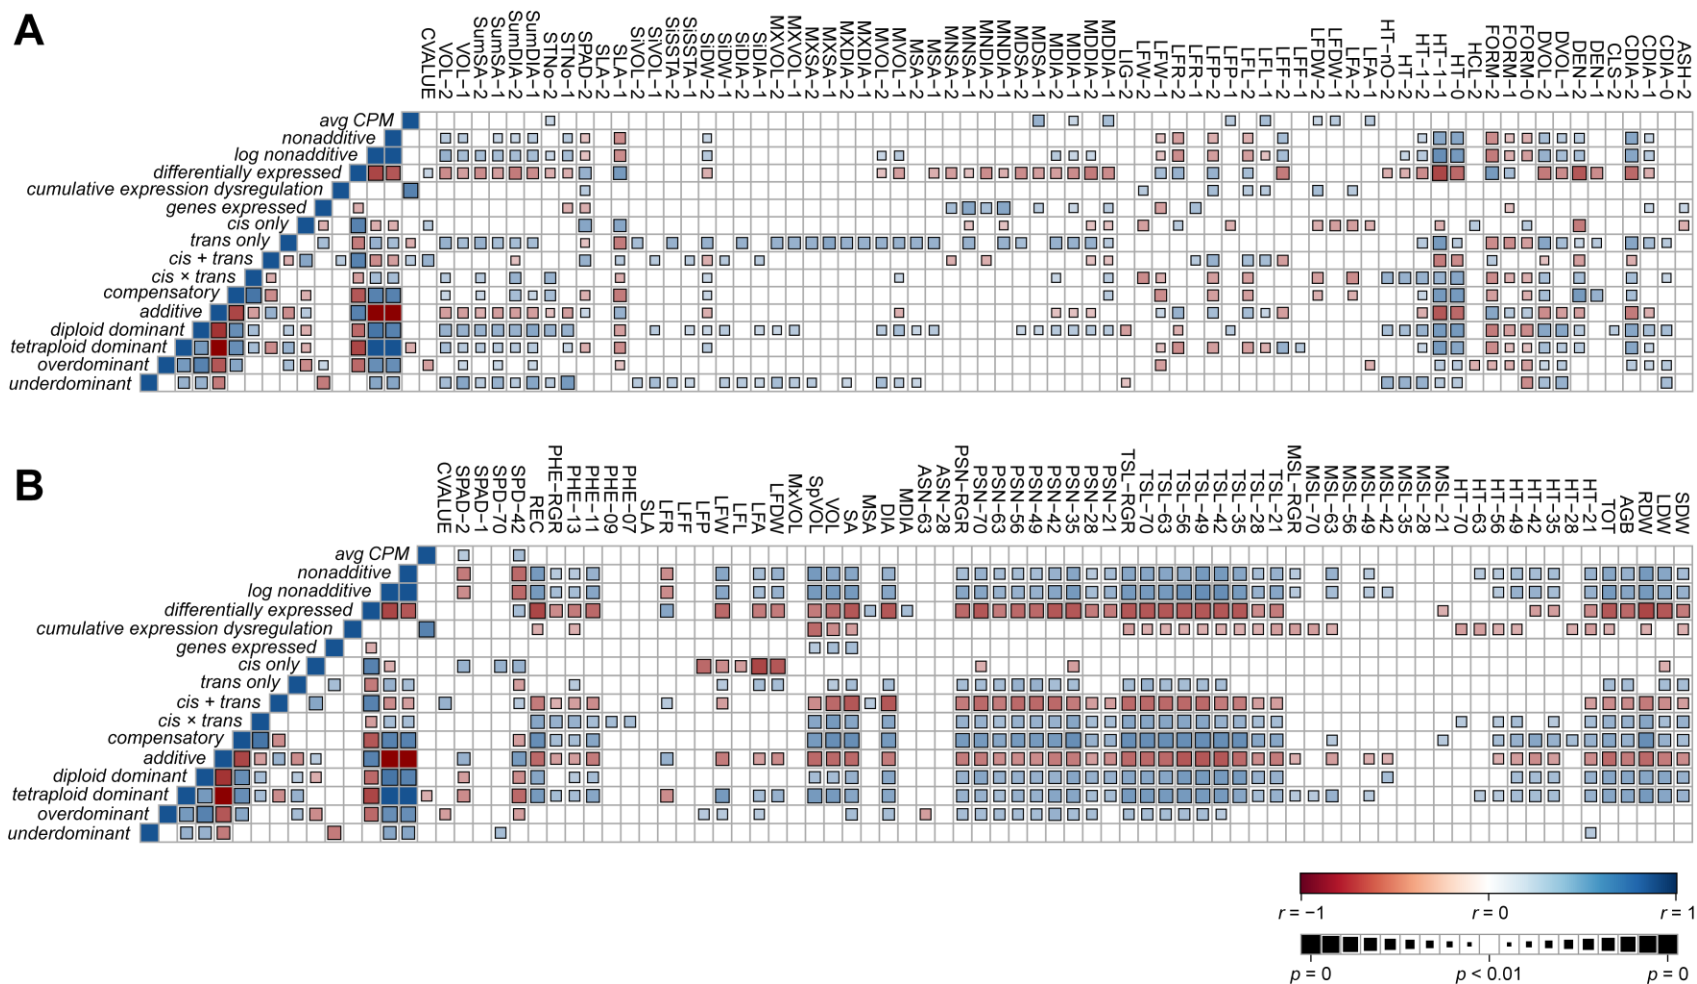 A
CVALUE
VOL−2
VOL−1
SumSA−2
SumSA−1
SumDIA−2
SumDIA−1
STNo−2
STNo−1
SPAD−2
SLA−2
SLA−1
SiVOL−2
SiVOL−1
SiSSTA−2
SiSSTA−1
SiDW−2
SiDW−1
SiDIA−2
SiDIA−1
MXVOL−2
MXVOL−1
MXSA−2
MXSA−1
MXDIA−2
MXDIA−1
MVOL−2
MVOL−1
MSA−2
MSA−1
MNSA−2
MNSA−1
MNDIA−2
MNDIA−1
MDSA−2
MDSA−1
MDIA−2
MDIA−1
MDDIA−2
MDDIA−1
LIG−2
LFW−2
LFW−1
LFR−2
LFR−1
LFP−2
LFP−1
LFL−2
LFL−1
LFF−2
LFF−1
LFDW−2
LFDW−1
LFA−2
LFA−1
HT−nO−2
HT−2
HT−1−2
HT−1
HT−0
HCL−2
FORM−2
FORM−1
FORM−0
DVOL−2
DVOL−1
DEN−2
DEN−1
CLS−2
CDIA−2
CDIA−1
CDIA−0
ASH−2
avg CPM
nonadditive
log nonadditive
differentially expressed
cumulative expression dysregulation
genes expressed
cis only
trans only
cis + trans
cis × trans
compensatory
additive
diploid dominant
tetraploid dominant
overdominant
underdominant
B
CVALUE
SPAD−2
SPAD−1
SPD−70
SPD−42
REC
PHE−RGR
PHE−13
PHE−11
PHE−09
PHE−07
SLA
LFR
LFF
LFP
LFW
LFL
LFA
LFDW
MxVOL
SpVOL
VOL
SA
MSA
DIA
MDIA
ASN−63
ASN−28
PSN−RGR
PSN−70
PSN−63
PSN−56
PSN−49
PSN−42
PSN−35
PSN−28
PSN−21
TSL−RGR
TSL−70
TSL−63
TSL−56
TSL−49
TSL−42
TSL−35
TSL−28
TSL−21
MSL−RGR
MSL−70
MSL−63
MSL−56
MSL−49
MSL−42
MSL−35
MSL−28
MSL−21
HT−70
HT−63
HT−56
HT−49
HT−42
HT−35
HT−28
HT−21
TOT
AGB
RDW
LDW
SDW
avg CPM
nonadditive
log nonadditive
differentially expressed
cumulative expression dysregulation
genes expressed
cis only
trans only
cis + trans
cis × trans
compensatory
additive
diploid dominant
tetraploid dominant
overdominant
underdominant
r = −1 r = 0 r = 1
p = 0 p < 0.01 p = 0